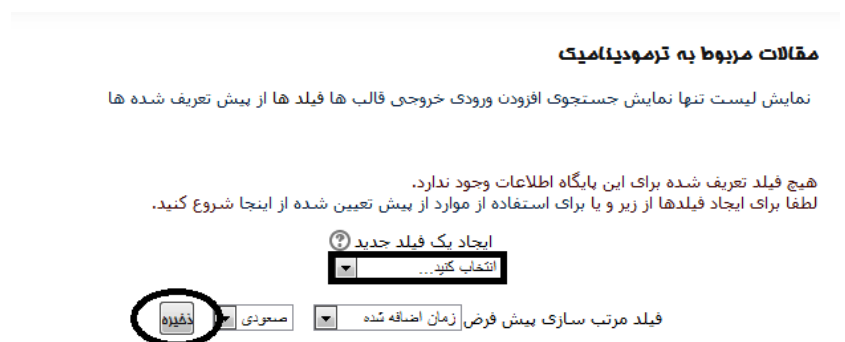 مقالات مربوط به ترمودینامیک
نمایش لیست تنها نمایش جستجوی افزودن ورودی خروجی قالب ها فیلد ها از پیش تعریف شده ها
هیچ فیلد تعریف شده برای این پایگاه اطلاعات وجود ندارد.
لطفا برای ایجاد فیلدها از زیر و یا برای استفاده از موارد از پیش تعیین شده از اینجا شروع کنید.
ایجاد یک فیلد جدید ?
انتخاب کنید...
فیلد مرتب سازی پیش فرض زمان اضافه شده صعودی ذخیره